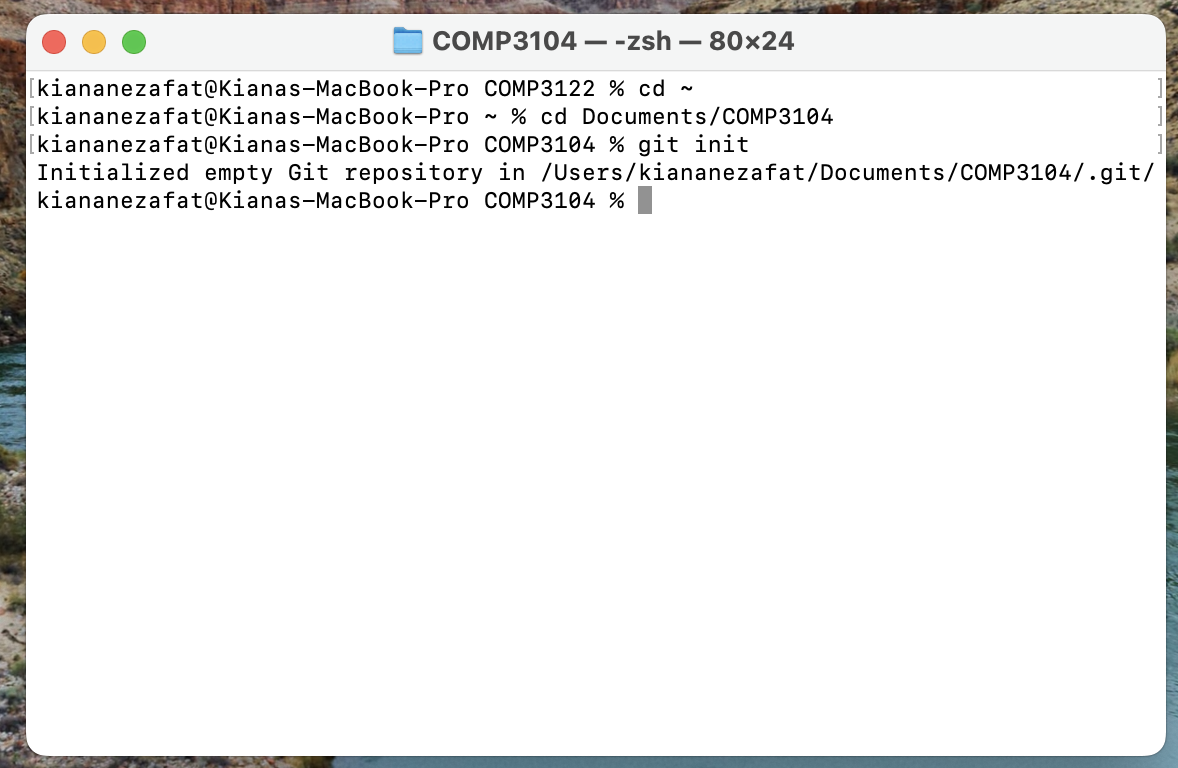 COMP3104 — -zsh — 80×24
[kiananezafat@Kianas-MacBook-Pro COMP3122 % cd ~ ]
[kiananezafat@Kianas-MacBook-Pro ~ % cd Documents/COMP3104 ]
[kiananezafat@Kianas-MacBook-Pro COMP3104 % git init ]
Initialized empty Git repository in /Users/kiananezafat/Documents/COMP3104/.git/
kiananezafat@Kianas-MacBook-Pro COMP3104 %